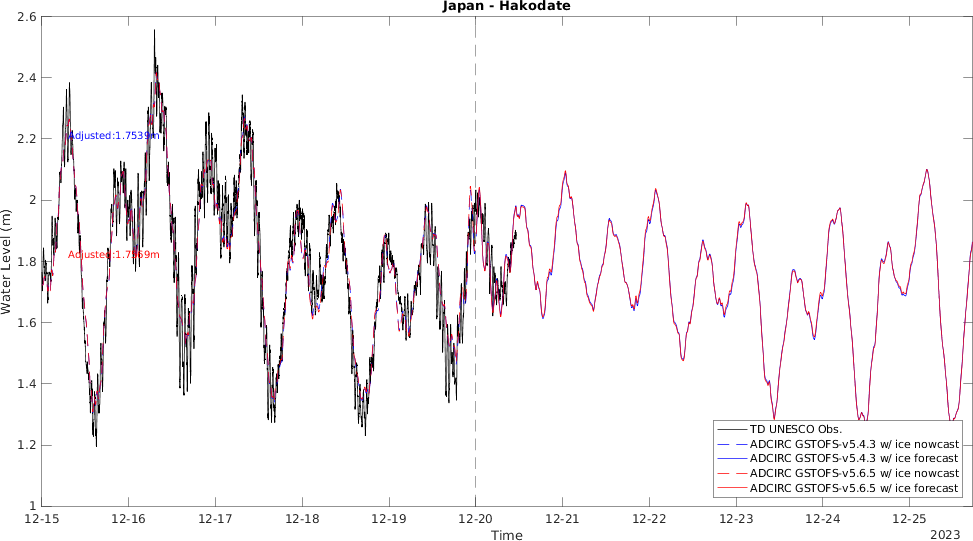 Japan - Hakodate
2.6
2.4
2.2
2
1.8
1.6
1.4
1.2
1
Water Level (m)
Adjusted:1.7539m
TD UNESCO Obs.
ADCIRC GSTOFS-v5.4.3 w/ ice nowcast
ADCIRC GSTOFS-v5.4.3 w/ ice forecast
ADCIRC GSTOFS-v5.6.5 w/ ice nowcast
ADCIRC GSTOFS-v5.6.5 w/ ice forecast
12-15 12-16 12-17 12-18 12-19 12-20 12-21 12-22 12-23 12-24 12-25
Time
2023